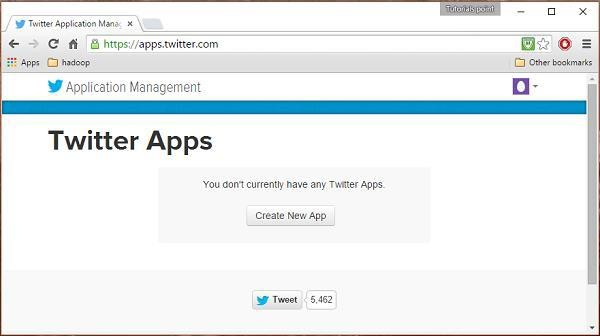 Tutorials point
Twitter Application Manag
https://apps.twitter.com
Apps
hadoop
Other bookmarks
Application Management
Twitter Apps
You don't currently have any Twitter Apps.
Create New App
Tweet
5,462